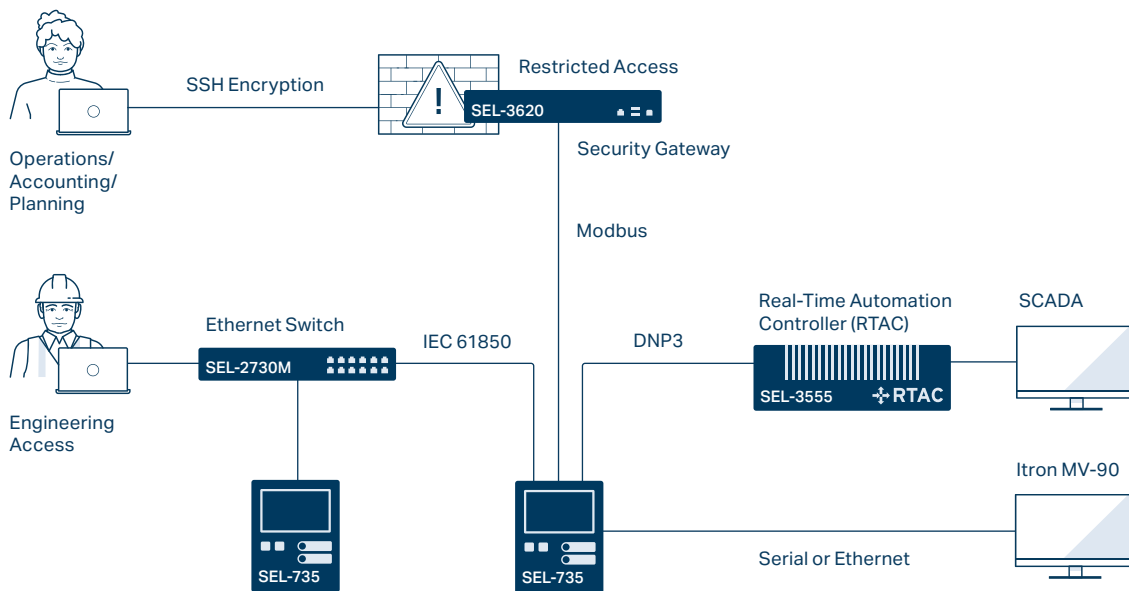 SSH Encryption
Restricted Access
!
SEL-3620
Security Gateway
Operations/
Accounting/
Planning
Modbus
Real-Time Automation
Controller (RTAC)
SCADA
Ethernet Switch
IEC 61850
DNP3
SEL-2730M
SEL-3555
RTAC
Engineering
Access
Itron MV-90
Serial or Ethernet
SEL-735
SEL-735